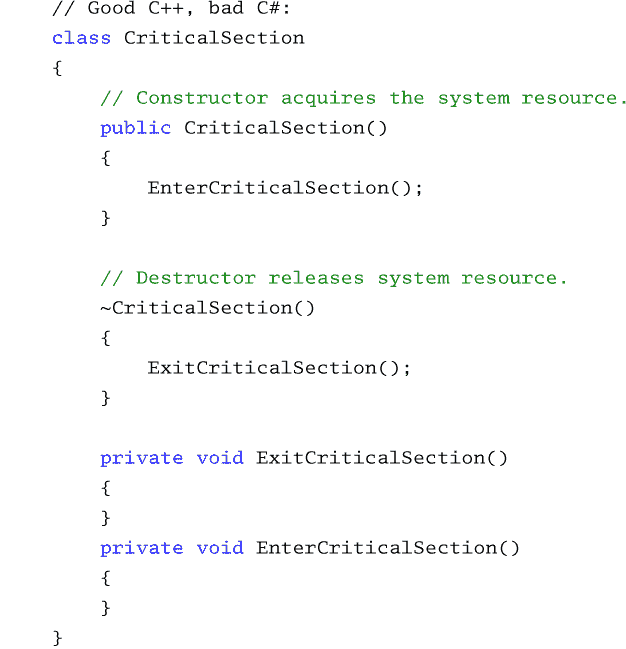 // Good C++, bad C#:
class CriticalSection
{
    // Constructor acquires the system resource.
    public CriticalSection()
    {
        EnterCriticalSection();
    }

    // Destructor releases system resource.
    ~CriticalSection()
    {
        ExitCriticalSection();
    }

    private void ExitCriticalSection()
    {
    }
    private void EnterCriticalSection()
    {
    }
}